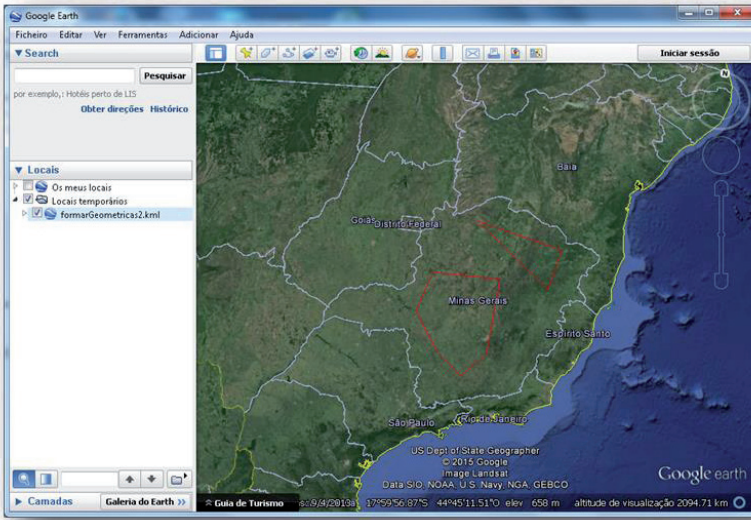 Google Earth
Ficheiro Editar Ver Ferramentas Adicionar Ajuda
Search
Iniciar sessão
Pesquisar
por exemplo,: Hotéis perto de LIS
Obter direções Histórico
Locais
Os meus locais
Locais temporários
formarGeometricas2.kml
N
Baía
Goiás
Distrito Federal
Minas Gerais
Espírito Santo
São Paulo
Rio de Janeiro
US Dept of State Geographer
© 2015 Google
Image Landsat
Data SIO, NOAA, U.S. Navy, NGA, GEBCO
Google earth
Camadas
Galeria do Earth >>
Guia de Turismo
17°59'56.87"S 44°45'11.51"O elev 658 m altitude de visualização 2094.71 km